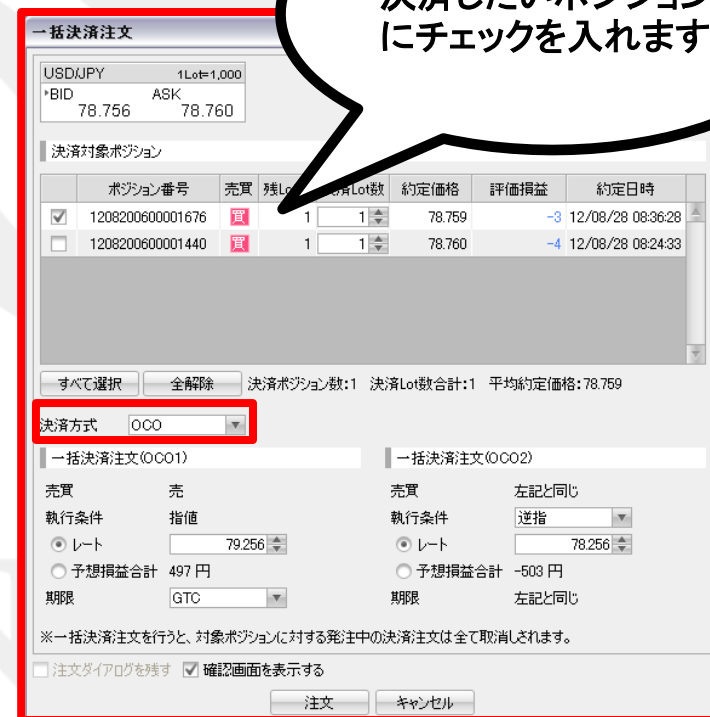 決済したいポジション
にチェックを入れます
一括決済注文
USD/JPY 1Lot=1,000
BID ASK
78.756 78.760
決済対象ポジション
ポジション番号 売買 約定価格 評価損益 約定日時
1208200600001676 買 1 1 78.759 -3 12/08/28 08:36:28
1208200600001440 買 1 1 78.760 -4 12/08/28 08:24:33
すべて選択 全解除 決済ポジション数:1 決済Lot数合計:1 平均約定価格:78.759
決済方式 OCO
一括決済注文(OCO1) 一括決済注文(OCO2)
売買 売 売買 左記と同じ
執行条件 指値 執行条件 逆指
レート 79.256 レート 78.256
予想損益合計 497 円 予想損益合計 -503 円
期限 GTC 期限 左記と同じ
※一括決済注文を行うと、対象ポジションに対する発注中の決済注文は全て取消しされます。
注文ダイアログを残す 確認画面を表示する
注文 キャンセル